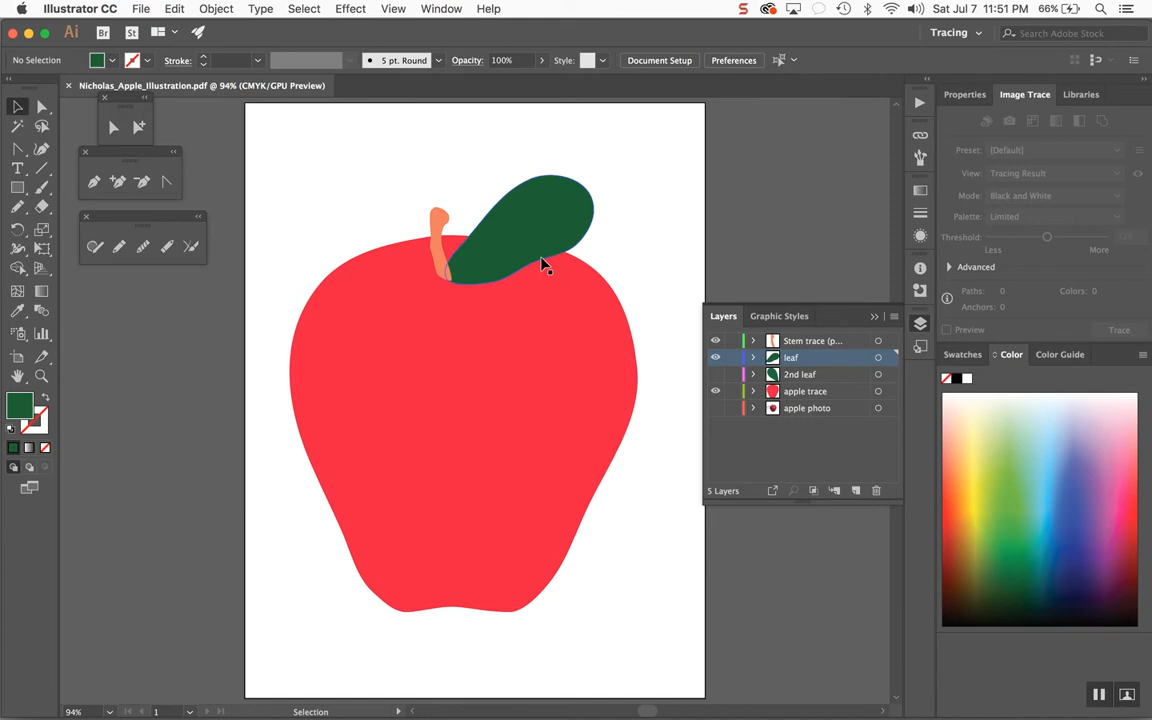 Illustrator CC File Edit Object Type Select Effect View Window Help Sat Jul 7 11:51 PM 66%
Ai Br St Tracing Search Adobe Stock
No Selection Stroke: 5 pt. Round Opacity: 100% Style: Document Setup Preferences
Nicholas_Apple_Illustration.pdf @ 94% (CMYK/GPU Preview)
Properties Image Trace Libraries
Preset: [Default]
View: Tracing Result
Mode: Black and White
Palette: Limited
Threshold:
Less More
Advanced
Paths: 0 Colors: 0
Anchors: 0
Preview Trace
Layers Graphic Styles
Stem trace (p...
leaf
2nd leaf
apple trace
apple photo
5 Layers
Swatches Color Color Guide
94% 1 Selection